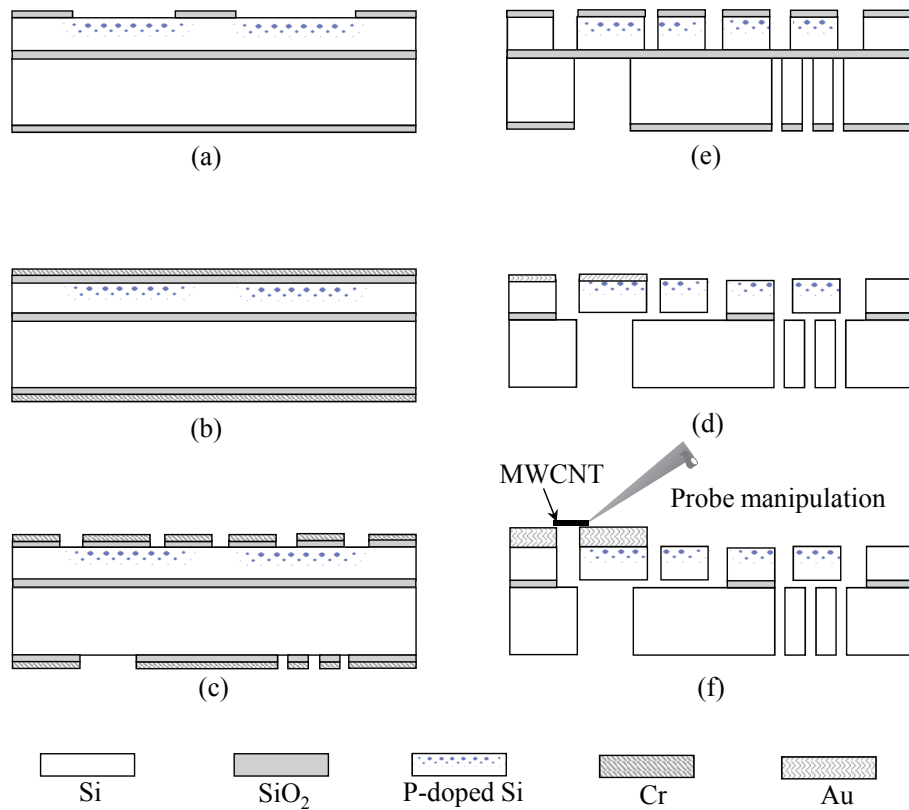 (a)
(e)
(b)
(d)
MWCNT
Probe manipulation
(c)
(f)
Si
SiO₂
P-doped Si
Cr
Au